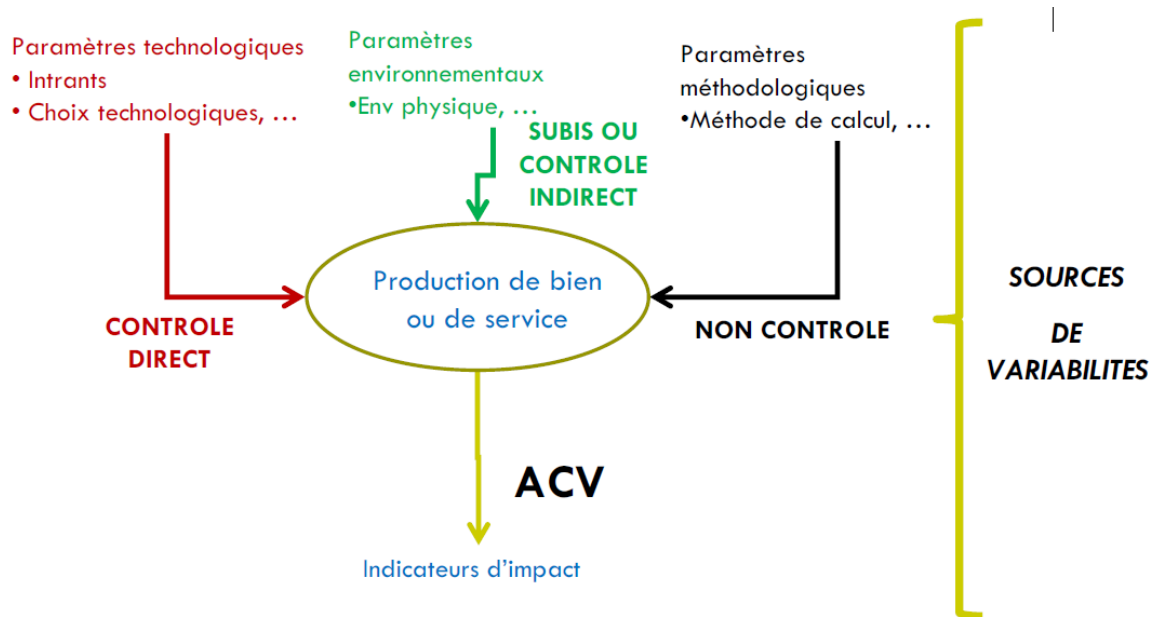 Paramètres technologiques
• Intrants
• Choix technologiques, …
Paramètres
environnementaux
•Env physique, …
Paramètres
méthodologiques
•Méthode de calcul, …
SUBIS OU
CONTROLE
INDIRECT
Production de bien
ou de service
CONTROLE
DIRECT
NON CONTROLE
SOURCES
DE
VARIABILITES
ACV
Indicateurs d’impact